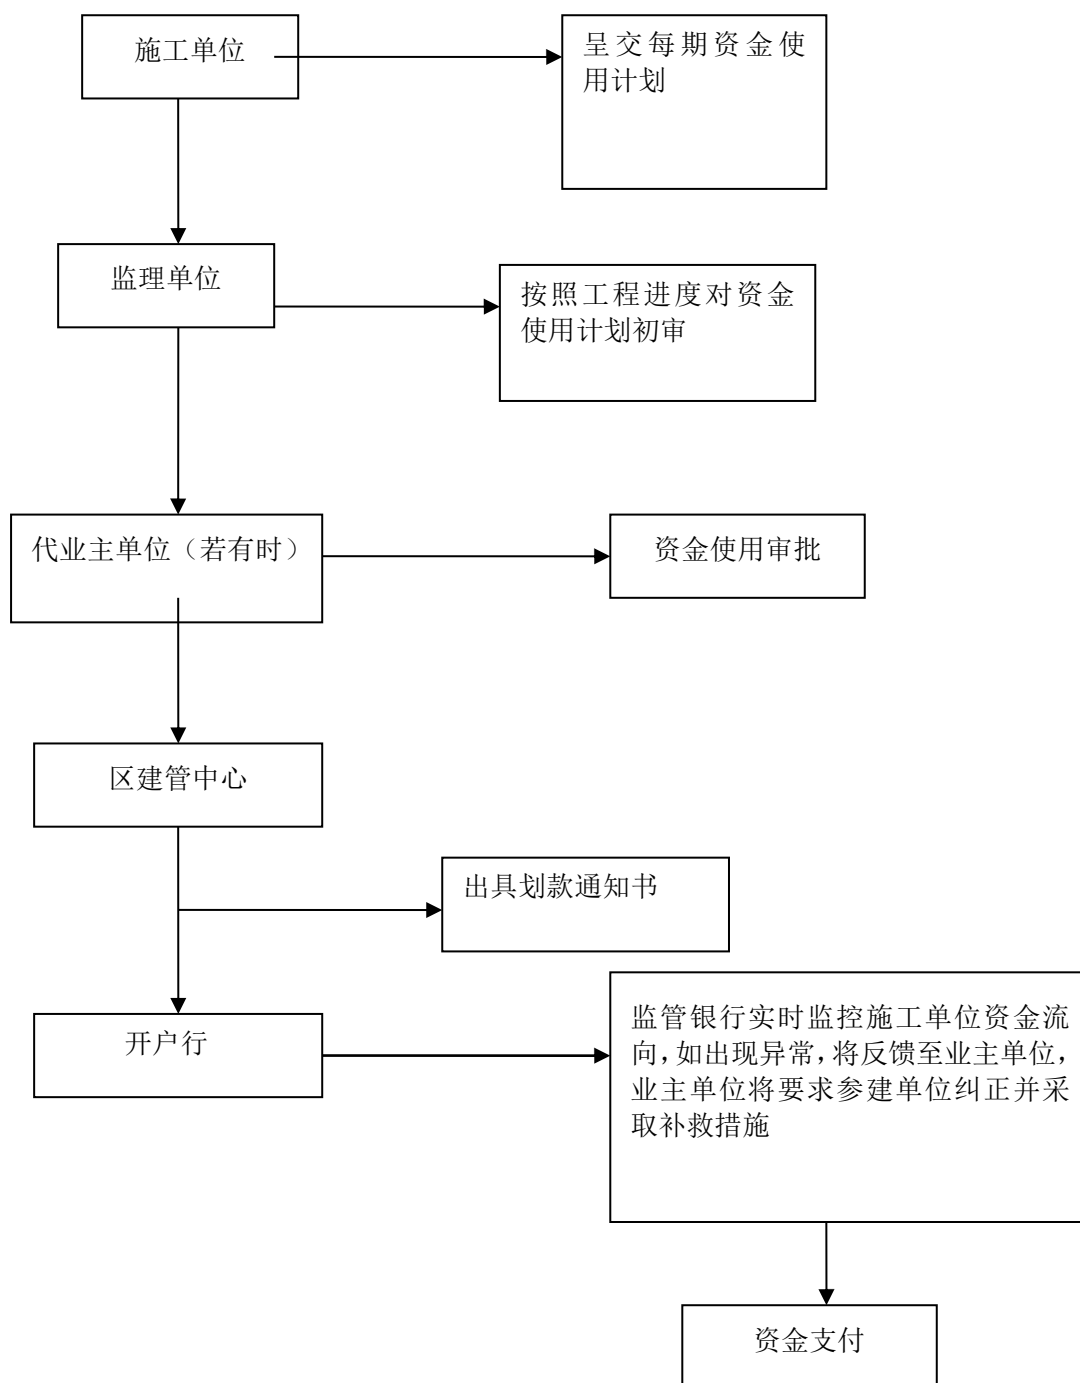 施工单位
呈交每期资金使
用计划
监理单位
按照工程进度对资金
使用计划初审
代业主单位（若有时）
资金使用审批
区建管中心
出具划款通知书
开户行
监管银行实时监控施工单位资金流
向，如出现异常，将反馈至业主单位，
业主单位将要求参建单位纠正并采
取补救措施
资金支付